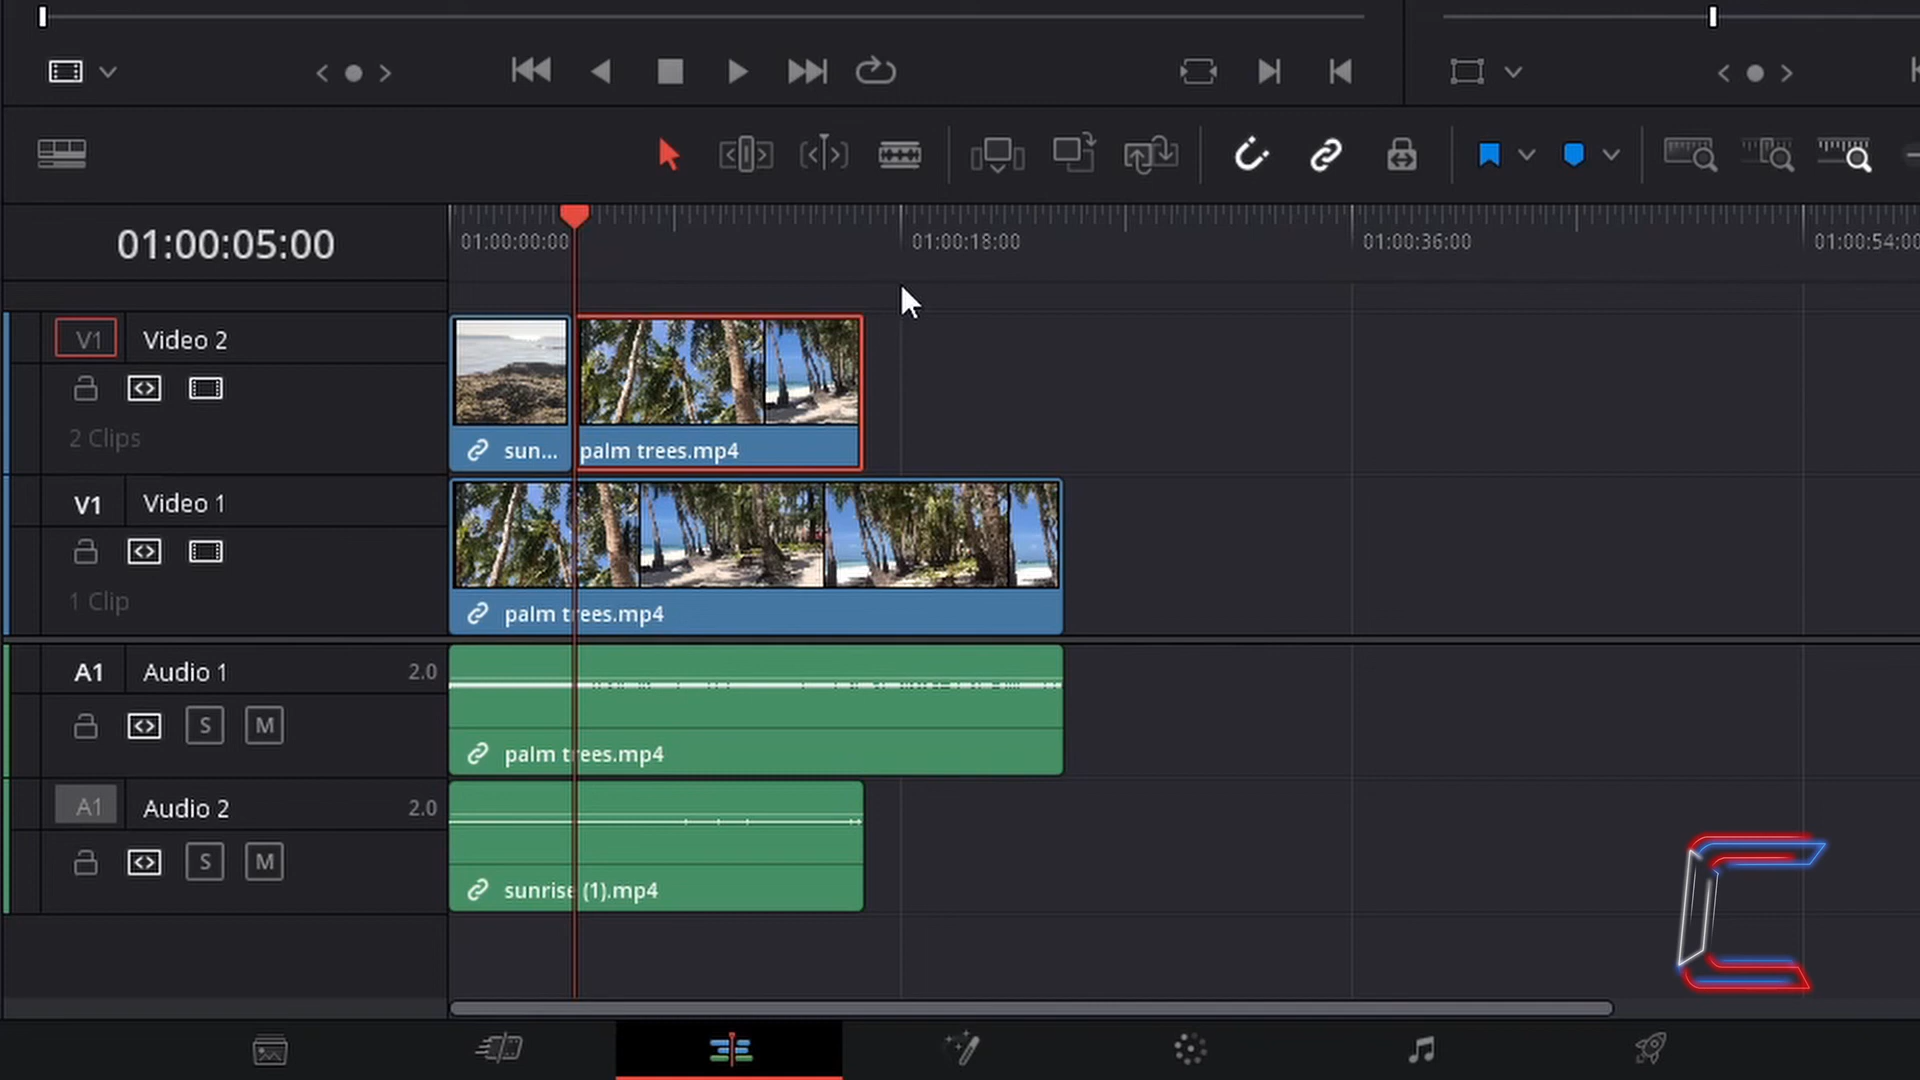 01:00:05:00
01:00:00:00
01:00:18:00
01:00:36:00
01:00:54:00
V1 Video 2
2 Clips
sun...
palm trees.mp4
V1 Video 1
1 Clip
palm trees.mp4
A1 Audio 1 2.0
S M
palm trees.mp4
A1 Audio 2 2.0
S M
sunrise (1).mp4